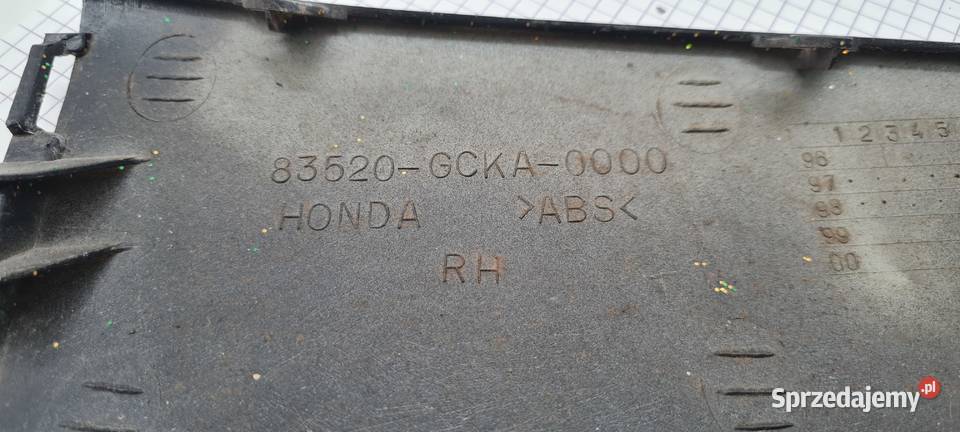 83520-GCKA-0000
HONDA >ABS<
RH
1 2 3 4 5
96
97
98
99
00
Sprzedajemy.pl